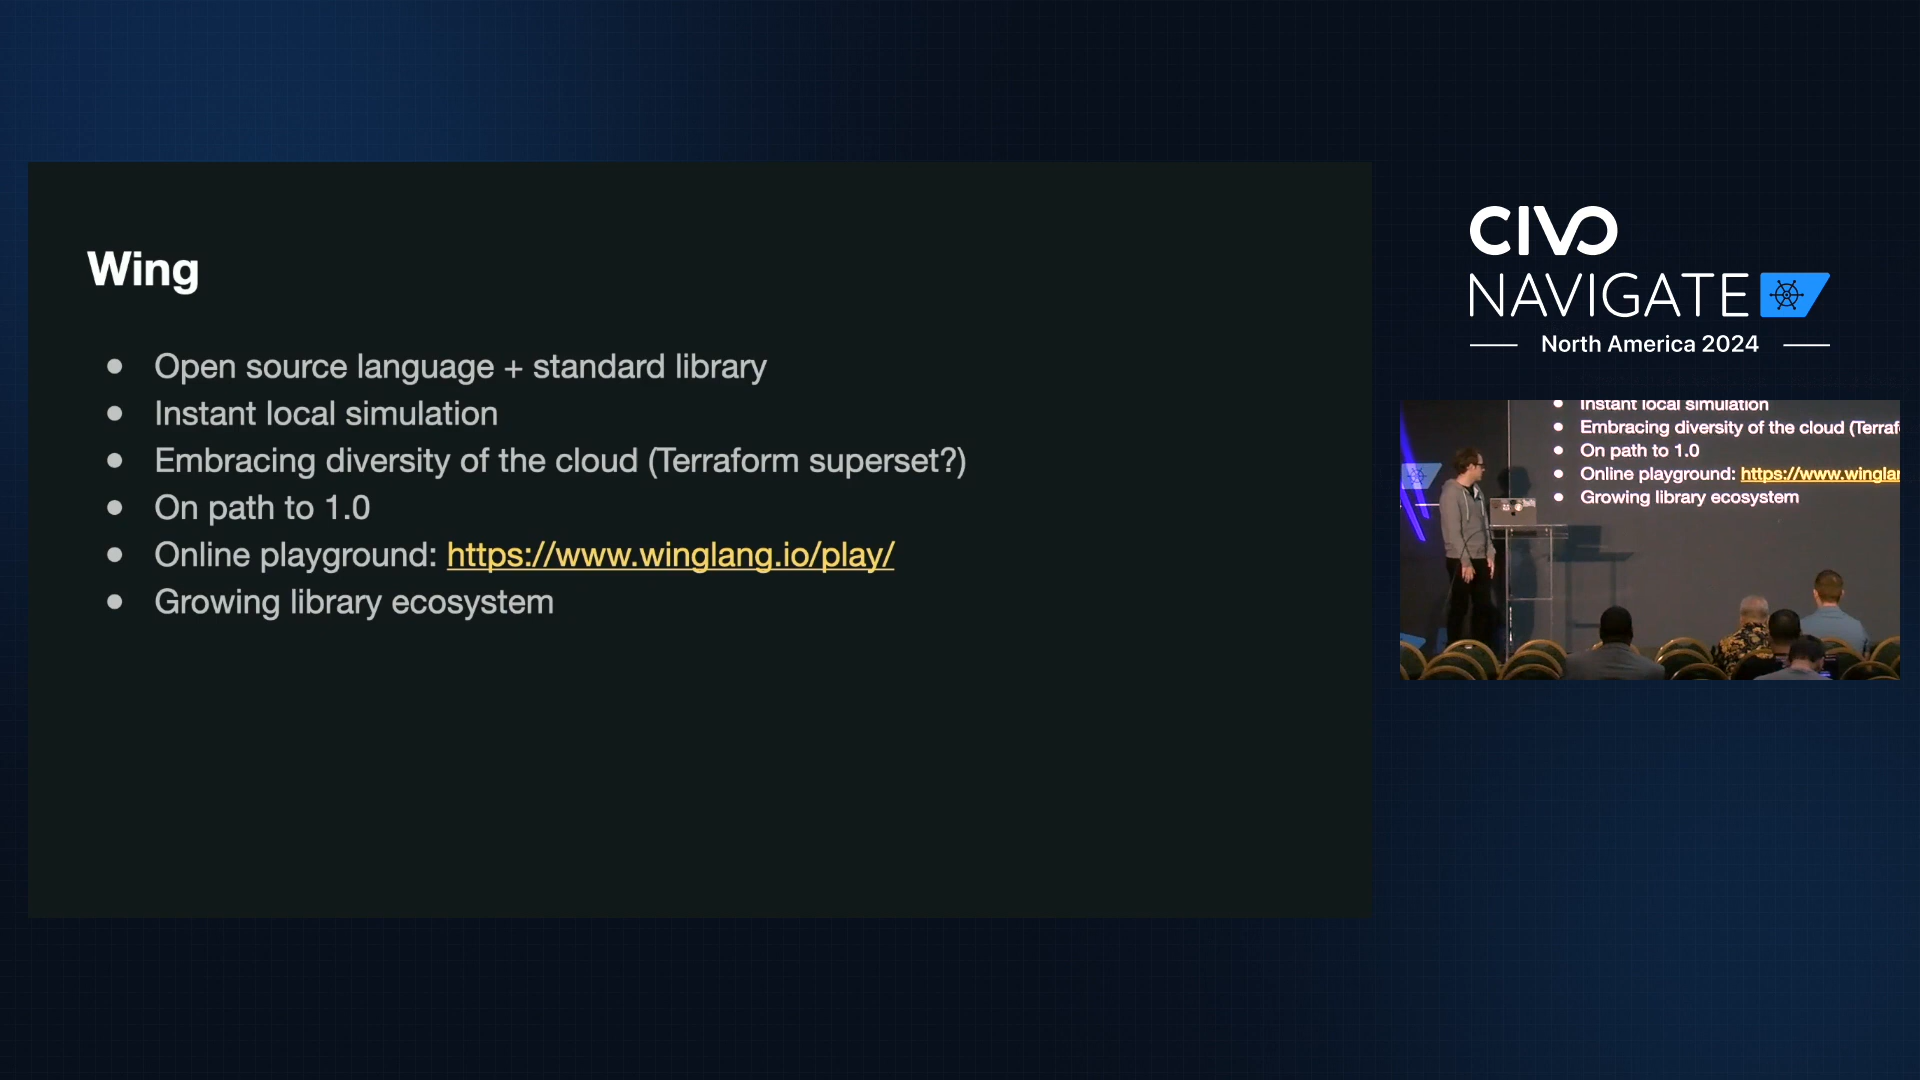 Wing
● Open source language + standard library
● Instant local simulation
● Embracing diversity of the cloud (Terraform superset?)
● On path to 1.0
● Online playground: https://www.winglang.io/play/
● Growing library ecosystem
CIVO
NAVIGATE
North America 2024
● Instant local simulation
● Embracing diversity of the cloud (Terraf
● On path to 1.0
● Online playground: https://www.winglan
● Growing library ecosystem